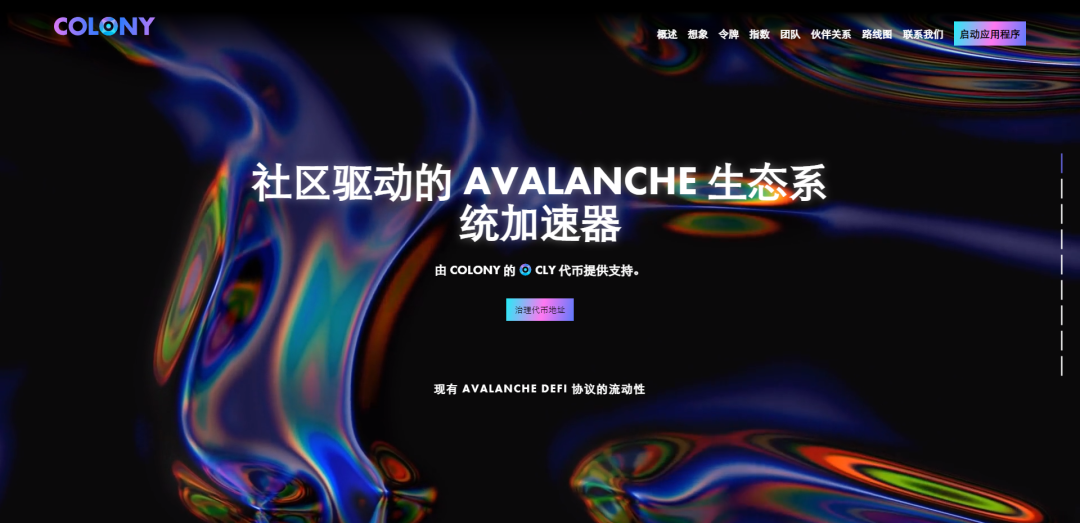 COLONY
概述 想象 令牌 指数 团队 伙伴关系 路线图 联系我们 启动应用程序
社区驱动的 AVALANCHE 生态系
统加速器
由 COLONY 的 CLY 代币提供支持。
治理代币地址
现有 AVALANCHE DEFI 协议的流动性